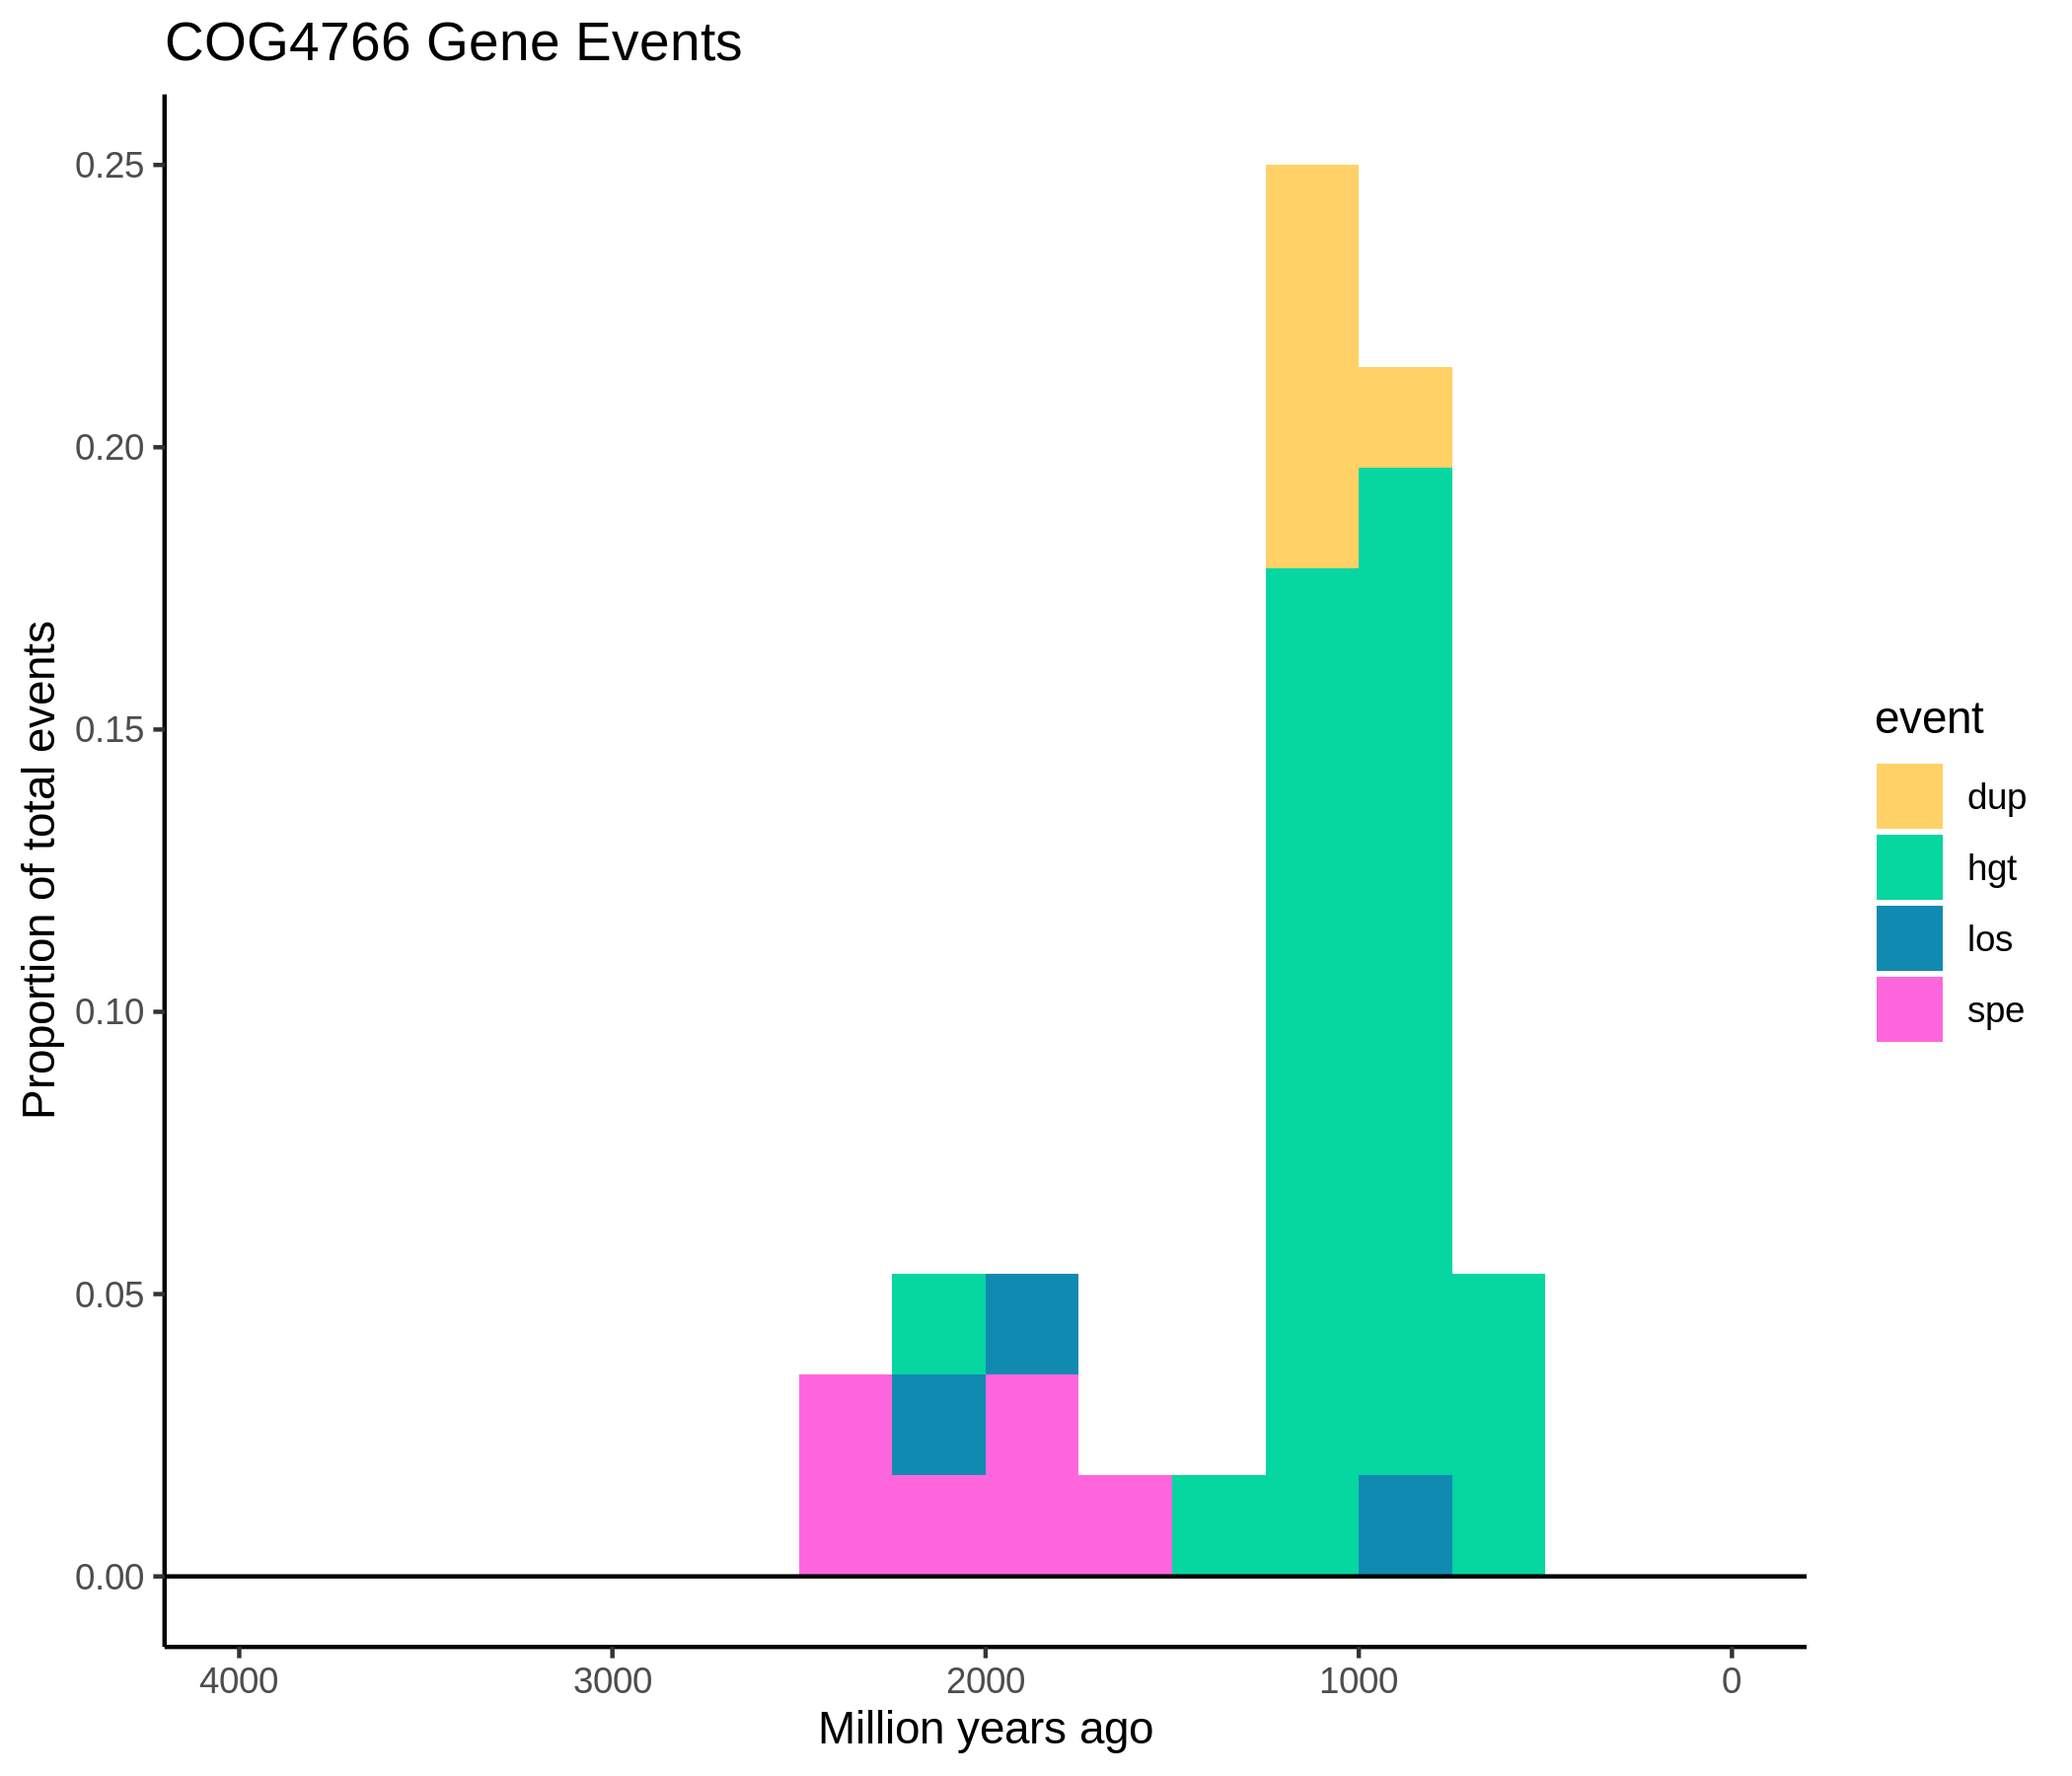 COG4766 Gene Events
Proportion of total events
0.25
0.20
0.15
0.10
0.05
0.00
4000 3000 2000 1000 0
Million years ago
event
dup
hgt
los
spe